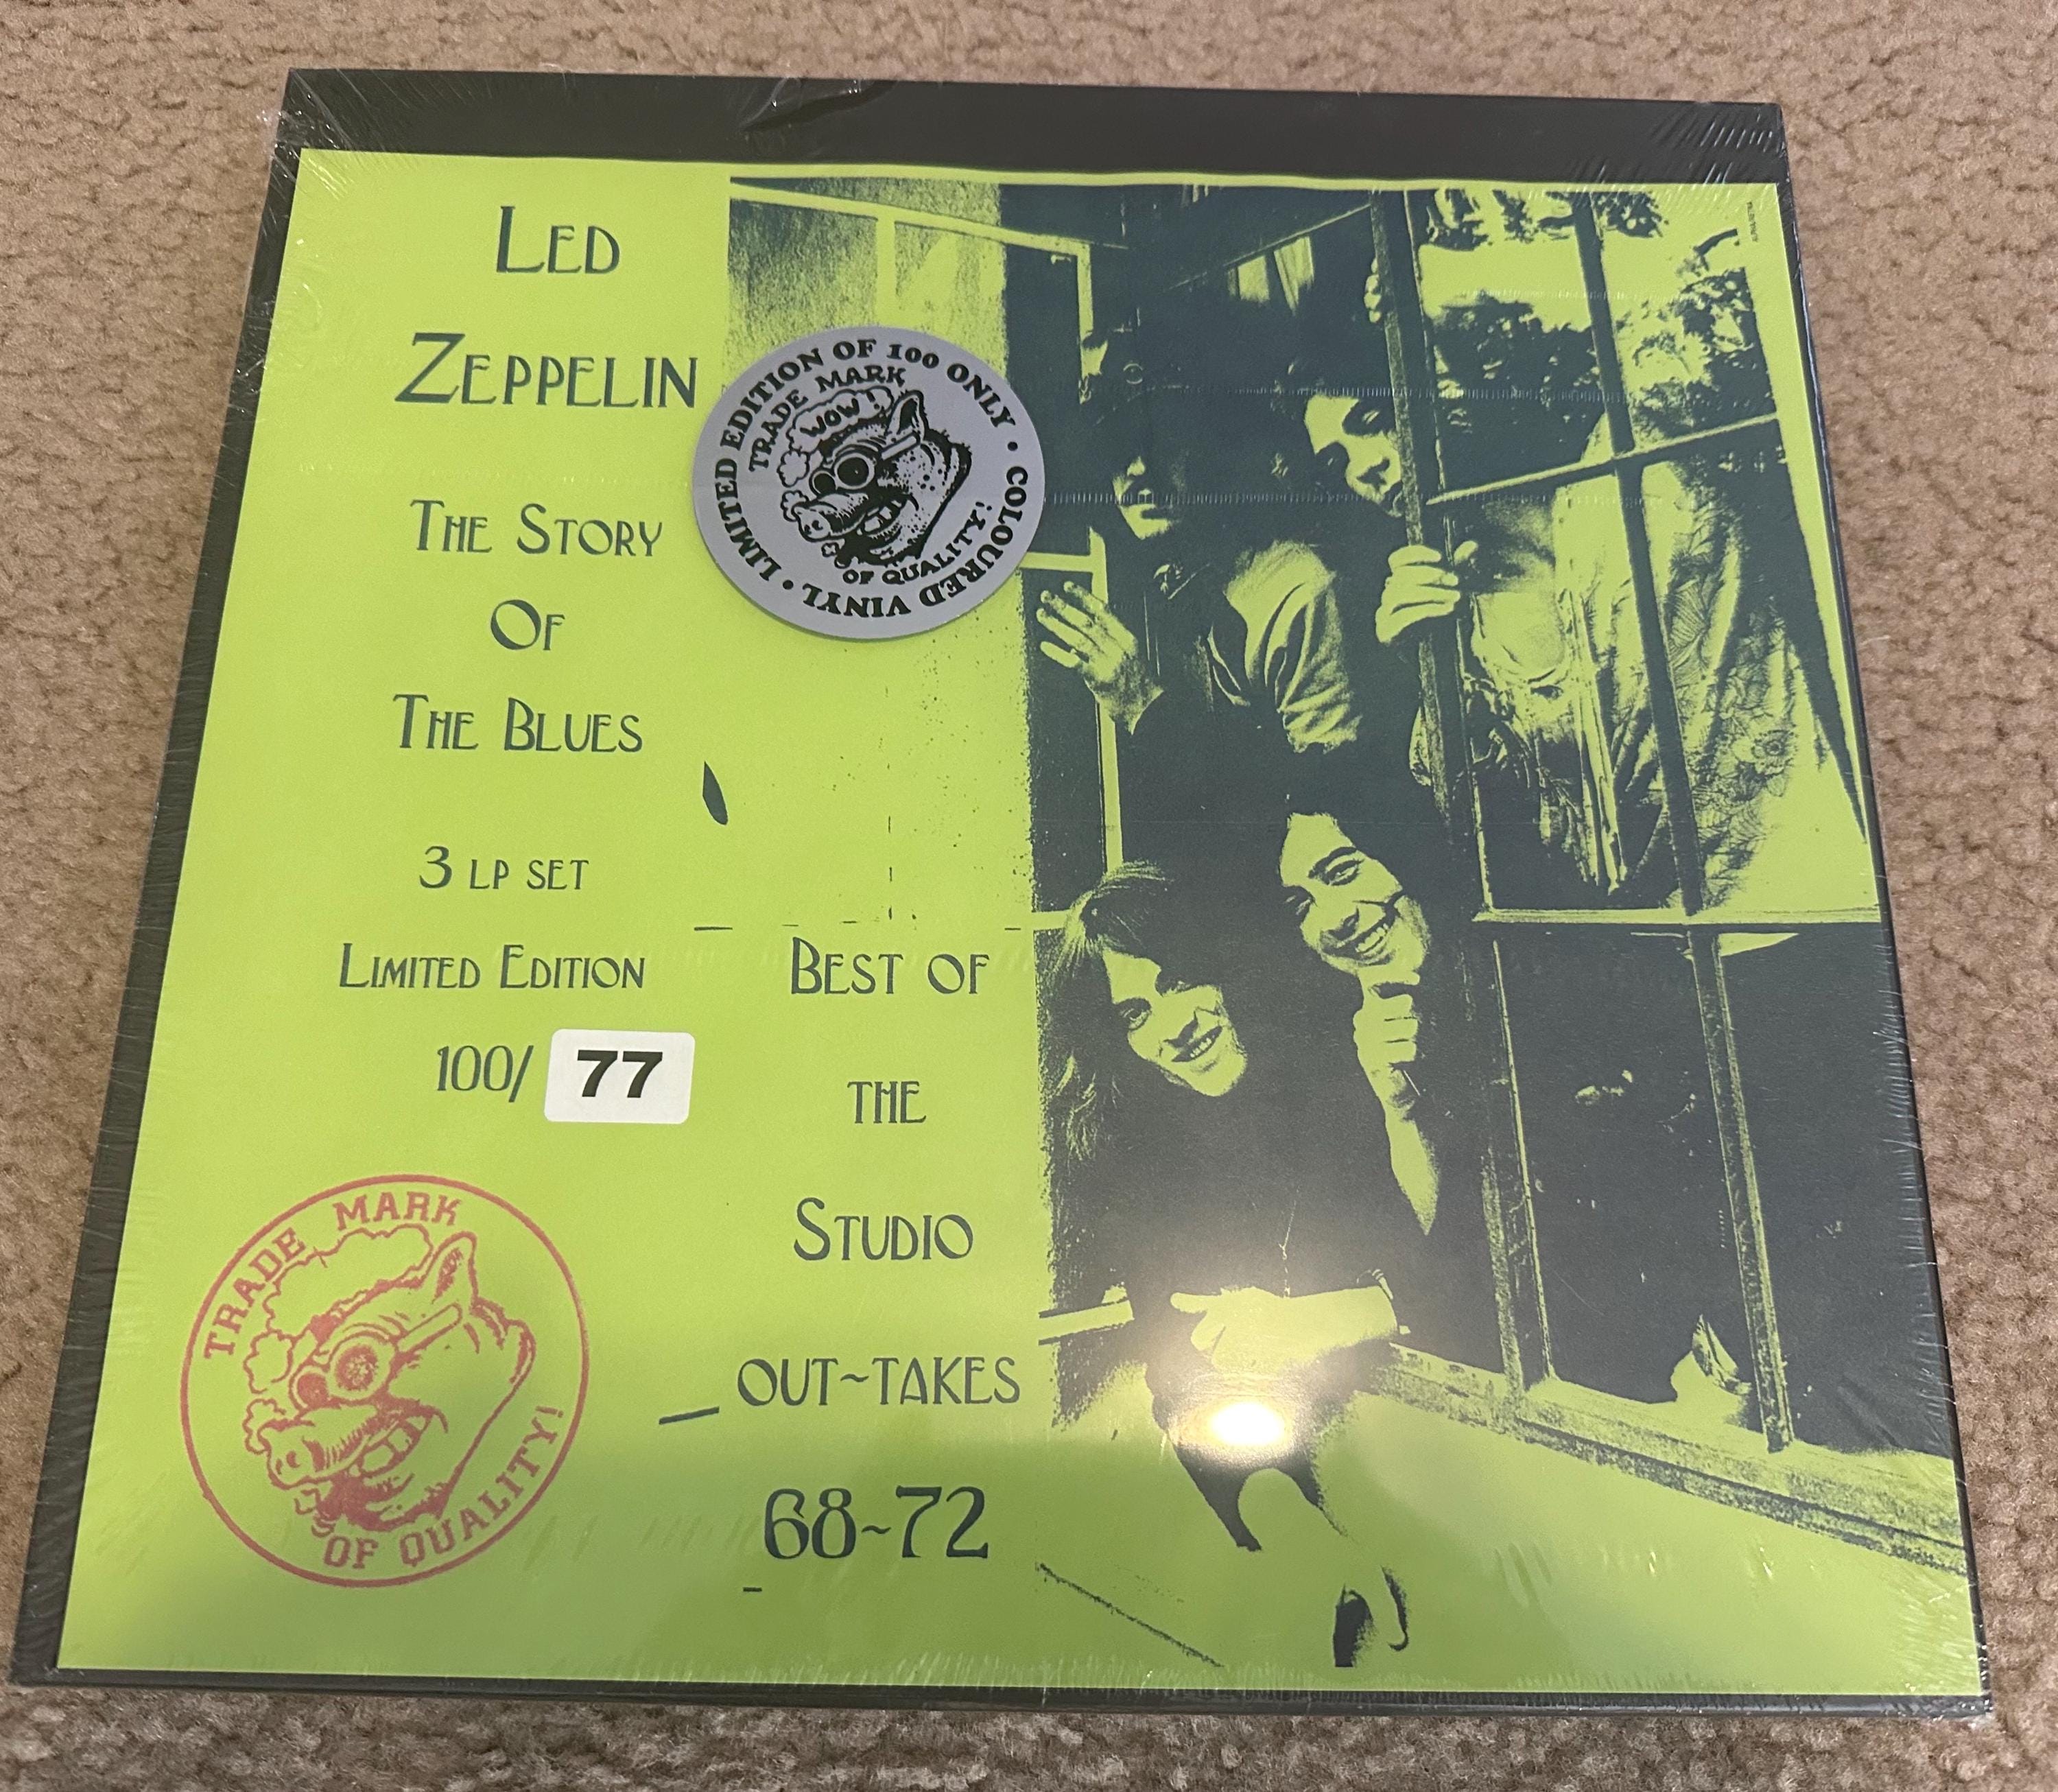 LED
ZEPPELIN
THE STORY
OF
THE BLUES
3 LP SET
LIMITED EDITION
100/ 77
LIMITED EDITION OF 100 ONLY • COLOURED VINYL •
TRADE MARK
WOW!
OF QUALITY!
BEST OF
THE
STUDIO
OUT~TAKES
68~72
TRADE MARK
OF QUALITY!